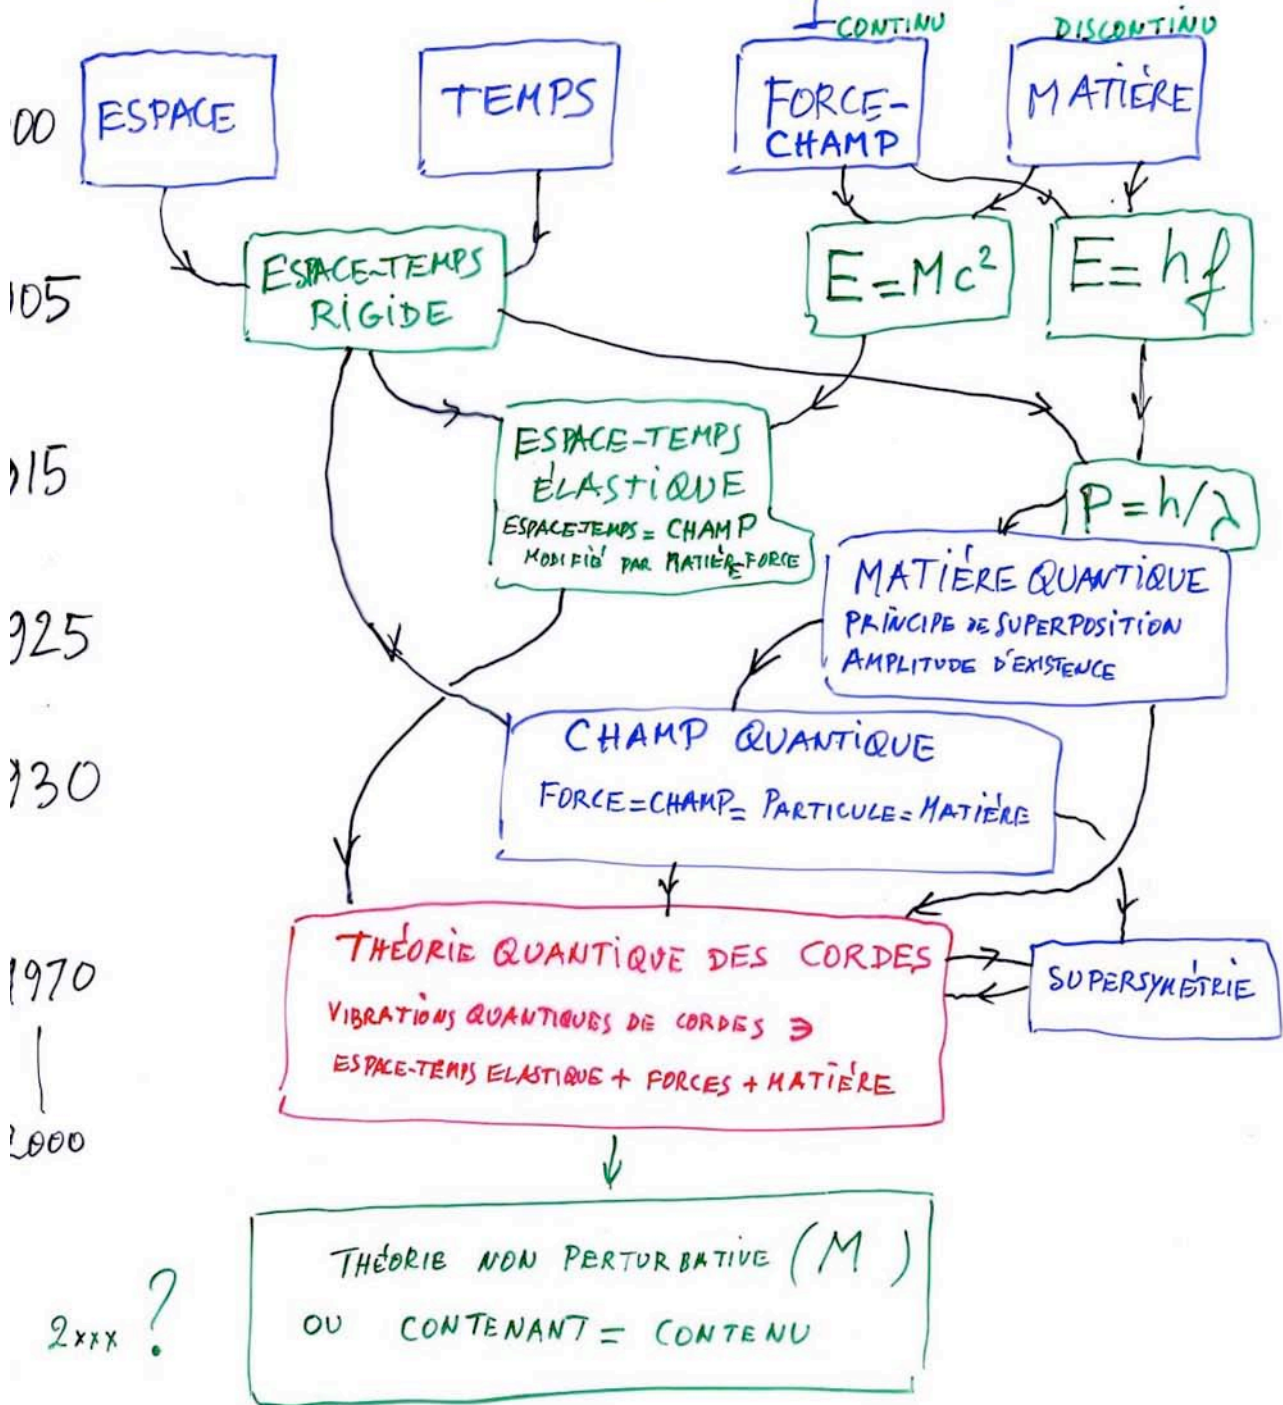 CONTINU
DISCONTINU
00
ESPACE
TEMPS
FORCE-
CHAMP
MATIÈRE
105
ESPACE-TEMPS
RIGIDE
E=Mc²
E=hf
915
ESPACE-TEMPS
ÉLASTIQUE
ESPACE-TEMPS = CHAMP
MODIFIÉ PAR MATIÈRE-FORCE
P=h/λ
925
MATIÈRE QUANTIQUE
PRINCIPE DE SUPERPOSITION
AMPLITUDE D'EXISTENCE
930
CHAMP QUANTIQUE
FORCE=CHAMP= PARTICULE=MATIÈRE
1970
THÉORIE QUANTIQUE DES CORDES
VIBRATIONS QUANTIQUES DE CORDES ∋
ESPACE-TEMPS ELASTIQUE + FORCES + MATIÈRE
SUPERSYMÉTRIE
2000
2xxx ?
THÉORIE NON PERTURBATIVE (M )
OU CONTENANT = CONTENU